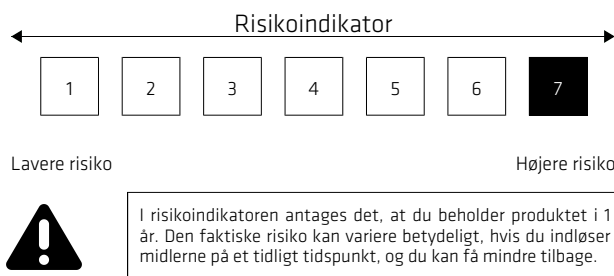 Risikoindikator
1 2 3 4 5 6 7
Lavere risiko Højere risiko
I risikoindikatoren antages det, at du beholder produktet i 1
år. Den faktiske risiko kan variere betydeligt, hvis du indløser
midlerne på et tidligt tidspunkt, og du kan få mindre tilbage.